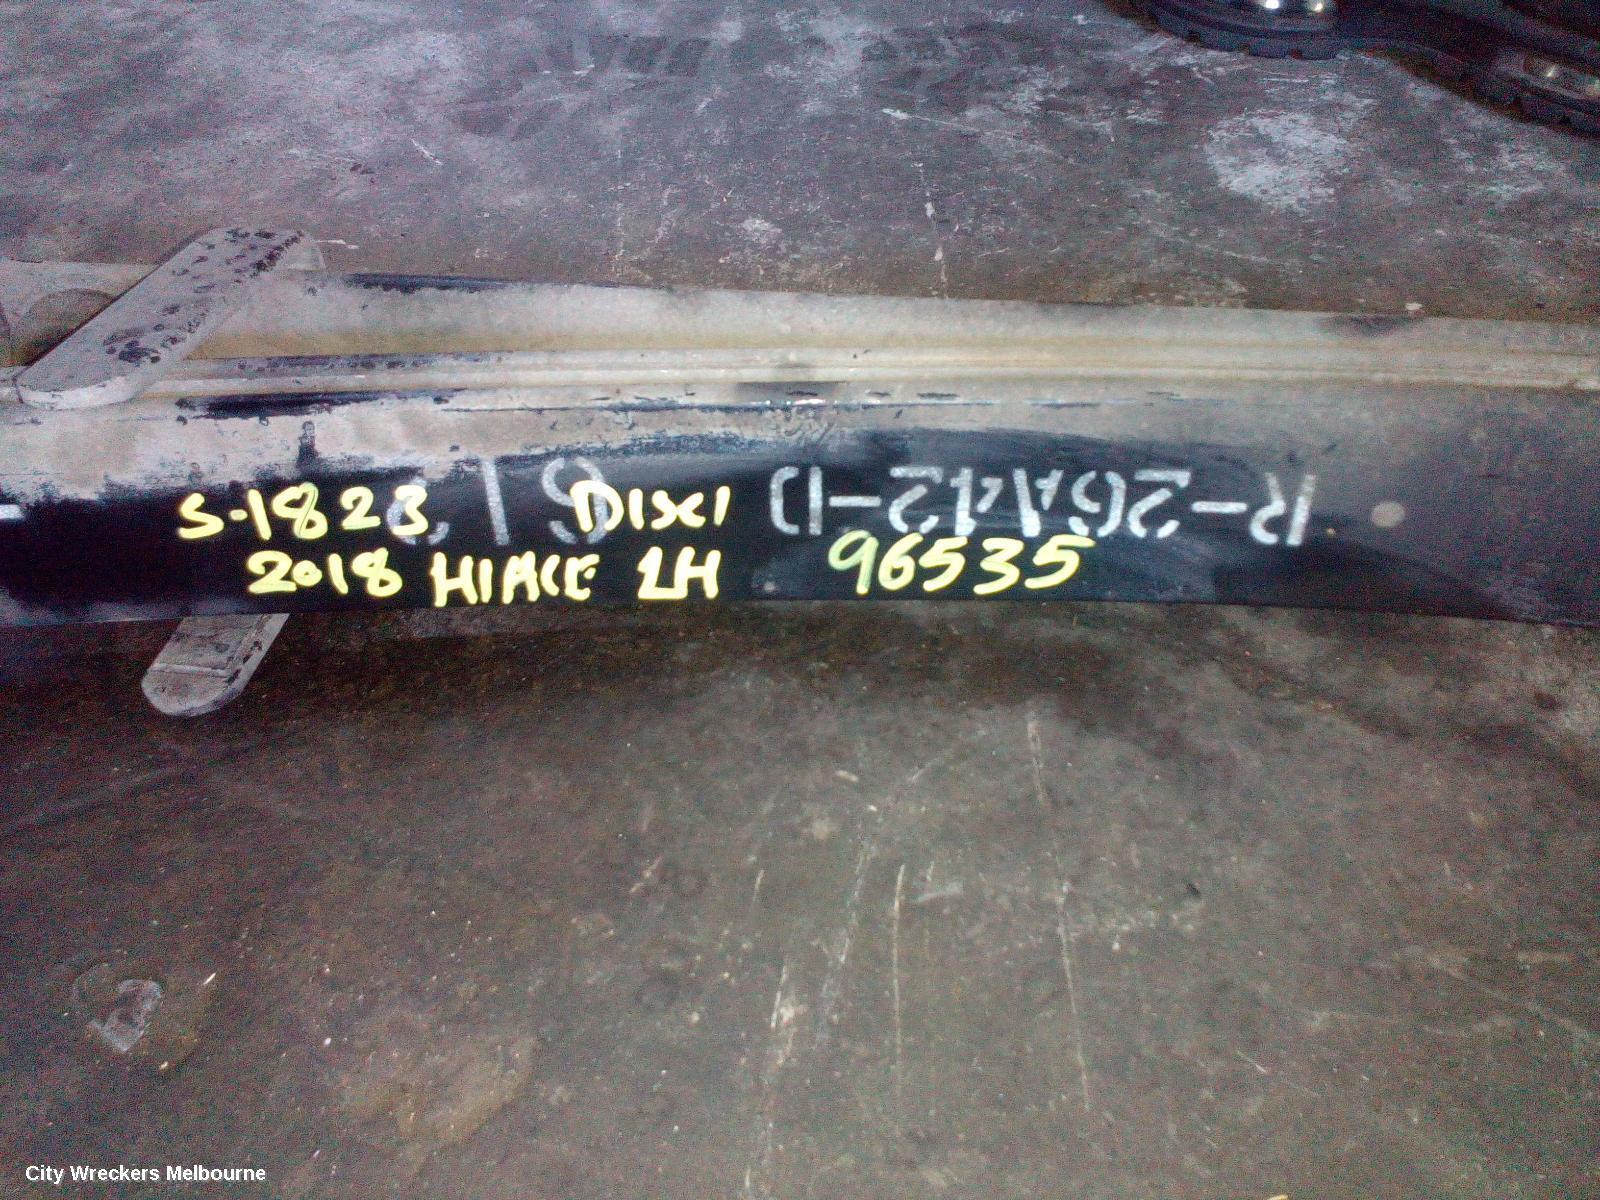 S-1823 DIXI
2018 HIACE LH 96535
R-26A42-D
City Wreckers Melbourne